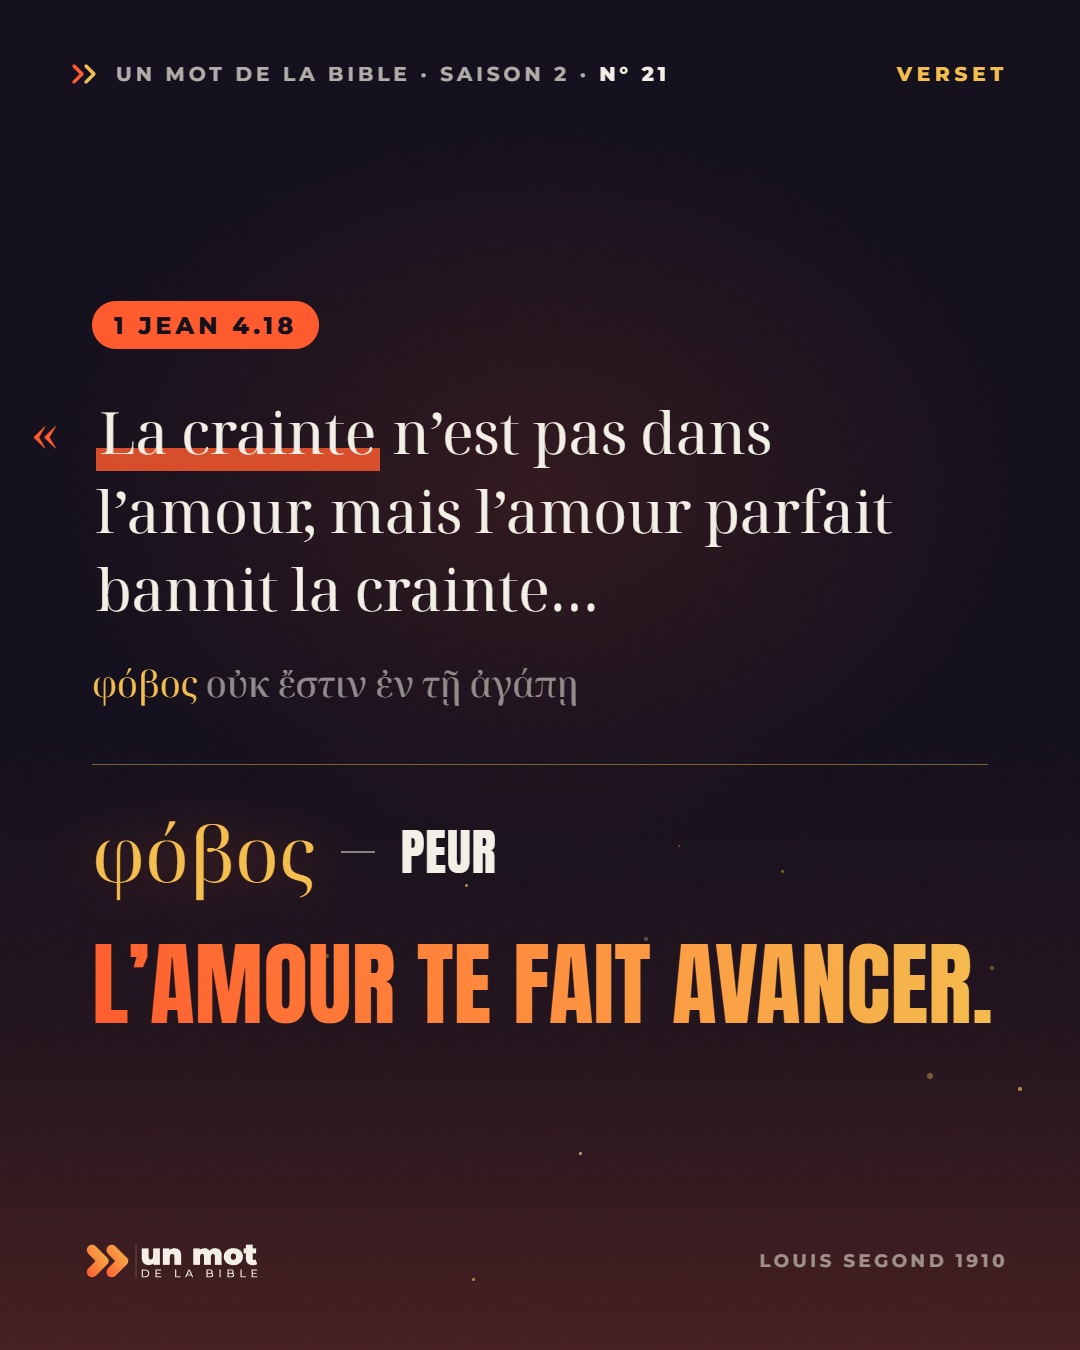 UN MOT DE LA BIBLE · SAISON 2 · N° 21
VERSET
1 JEAN 4.18
« La crainte n’est pas dans
l’amour, mais l’amour parfait
bannit la crainte…
φόβος οὐκ ἔστιν ἐν τῇ ἀγάπῃ
φόβος — PEUR
L’AMOUR TE FAIT AVANCER.
un mot
DE LA BIBLE
LOUIS SEGOND 1910